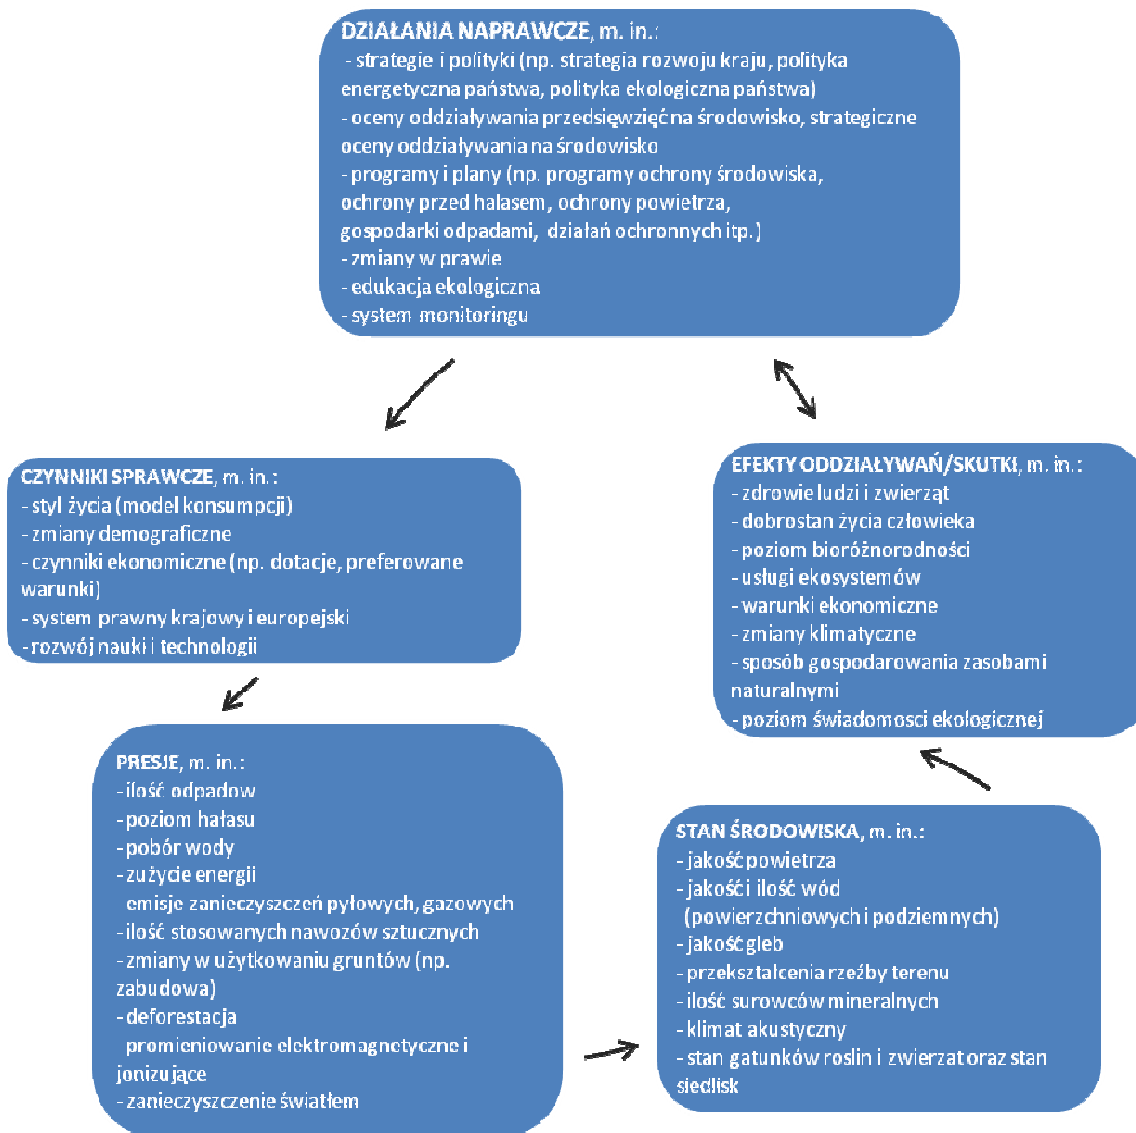 DZIAŁANIA NAPRAWCZE, m. in.:
- strategie i polityki (np. strategia rozwoju kraju, polityka
energetyczna państwa, polityka ekologiczna państwa)
- oceny oddziaływania przedsięwzięć na środowisko, strategiczne
oceny oddziaływania na środowisko
- programy i plany (np. programy ochrony środowiska,
ochrony przed hałasem, ochrony powietrza,
gospodarki odpadami, działań ochronnych itp.)
- zmiany w prawie
- edukacja ekologiczna
- system monitoringu
CZYNNIKI SPRAWCZE, m. in.:
- styl życia (model konsumpcji)
- zmiany demograficzne
- czynniki ekonomiczne (np. dotacje, preferowane
warunki)
- system prawny krajowy i europejski
- rozwój nauki i technologii
EFEKTY ODDZIAŁYWAŃ/SKUTKI, m. in.:
- zdrowie ludzi i zwierząt
- dobrostan życia człowieka
- poziom bioróżnorodności
- usługi ekosystemów
- warunki ekonomiczne
- zmiany klimatyczne
- sposób gospodarowania zasobami
naturalnymi
- poziom świadomosci ekologicznej
PRESJE, m. in.:
- ilość odpadow
- poziom hałasu
- pobór wody
- zużycie energii
emisje zanieczyszczeń pyłowych, gazowych
- ilość stosowanych nawozów sztucznych
- zmiany w użytkowaniu gruntów (np.
zabudowa)
- deforestacja
promieniowanie elektromagnetyczne i
jonizujące
- zanieczyszczenie światłem
STAN ŚRODOWISKA, m. in.:
- jakość powietrza
- jakość i ilość wód
(powierzchniowych i podziemnych)
- jakość gleb
- przekształcenia rzeźby terenu
- ilość surowców mineralnych
- klimat akustyczny
- stan gatunków roslin i zwierzat oraz stan
siedlisk